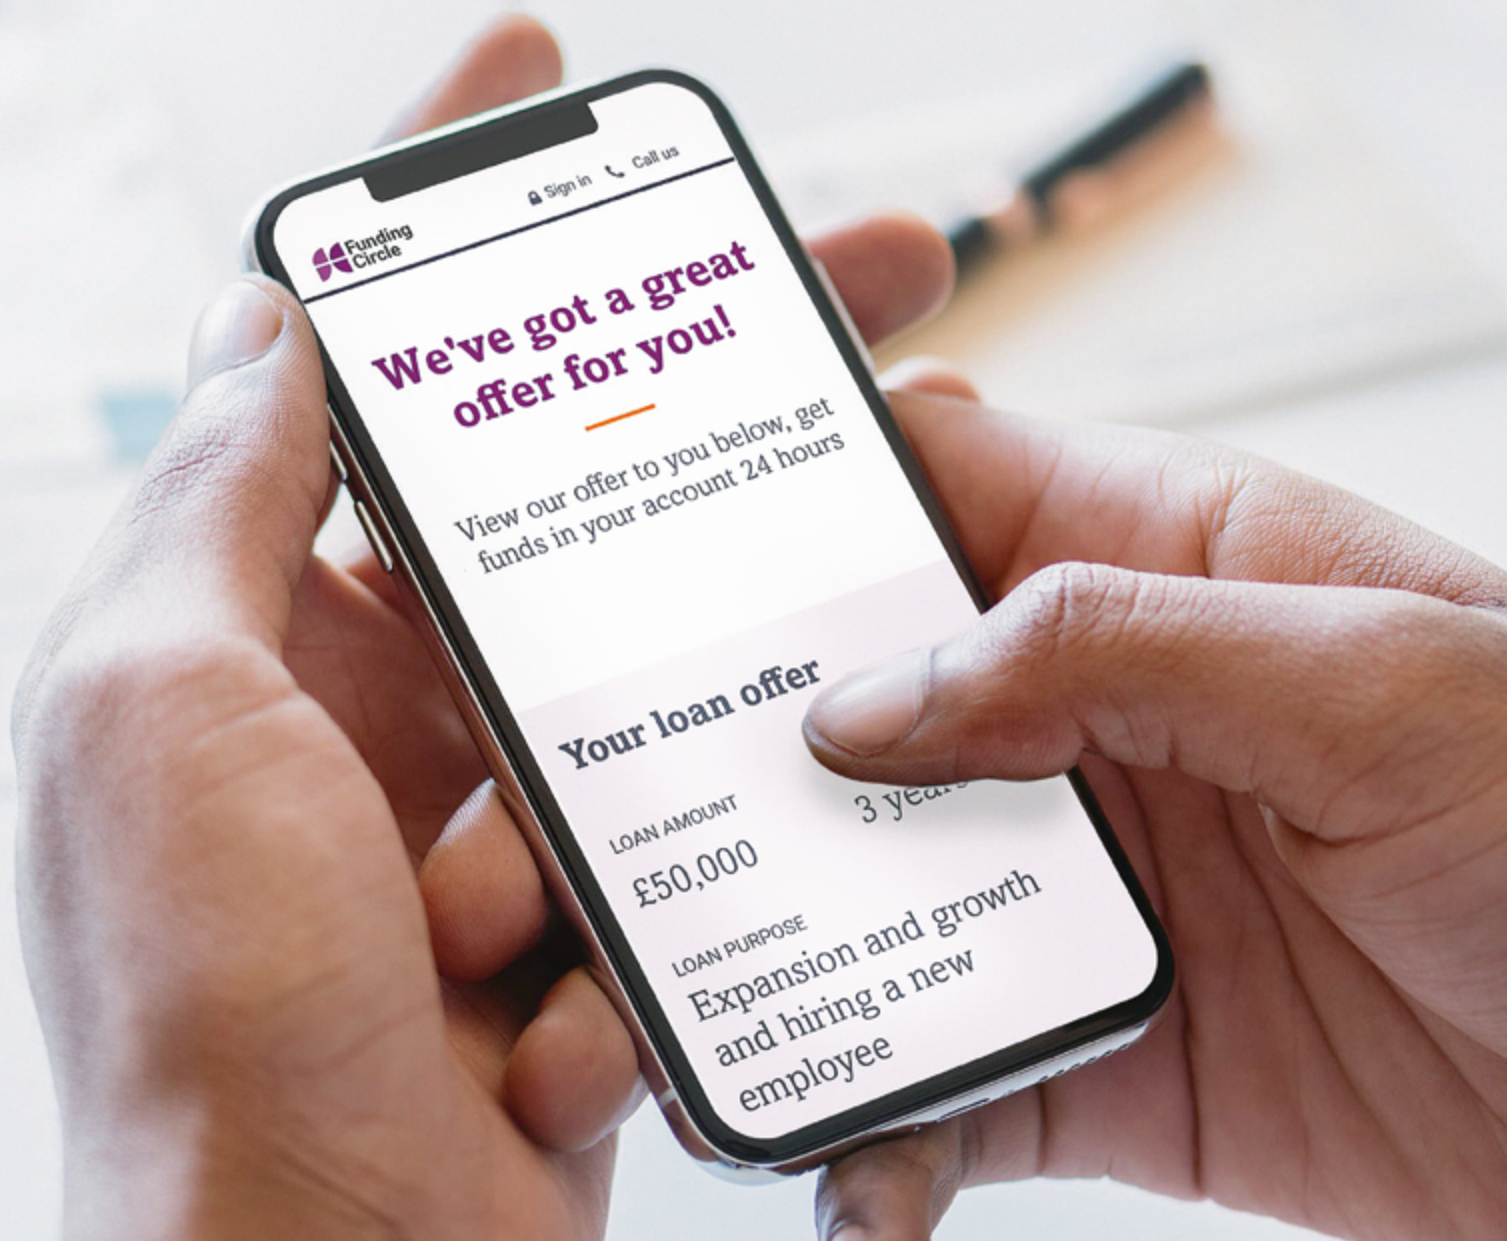 Sign in
Call us
Funding
Circle
We've got a great
offer for you!
View our offer to you below, get
funds in your account 24 hours
Your loan offer
LOAN AMOUNT
£50,000
3 years
LOAN PURPOSE
Expansion and growth
and hiring a new
employee